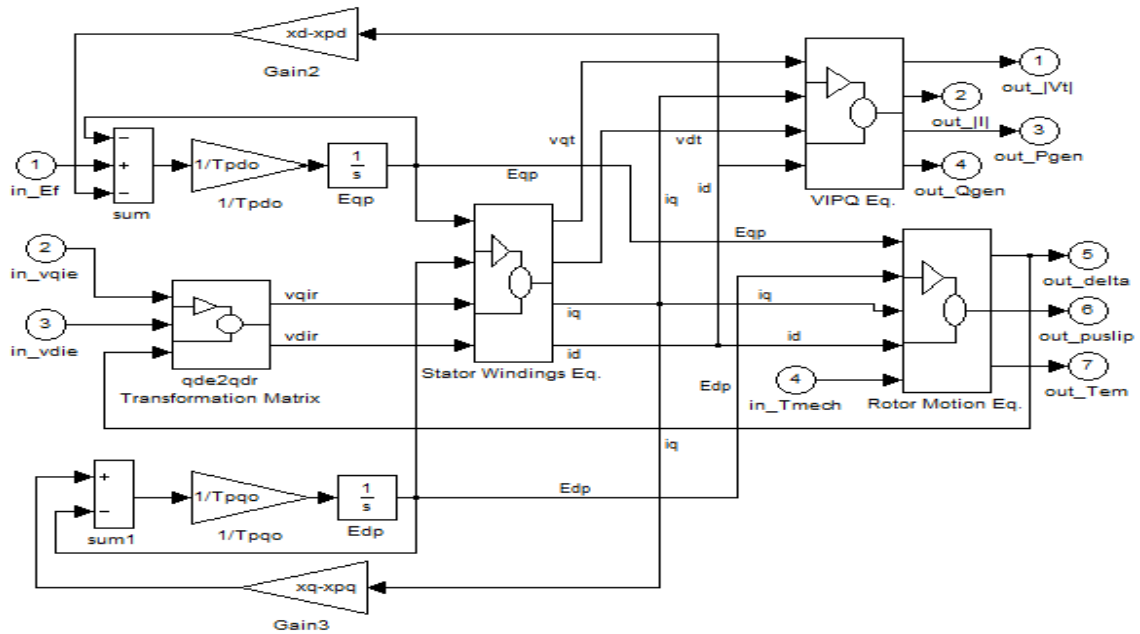 xd-xpd
Gain2
1
in_Ef
−
+
−
sum
1/Tpdo
1/Tpdo
1
s
Eqp
Eqp
vqt
vdt
iq
id
VIPQ Eq.
1
out_|Vt|
2
out_|I|
3
out_Pgen
4
out_Qgen
2
in_vqie
3
in_vdie
qde2qdr
Transformation Matrix
vqir
vdir
Stator Windings Eq.
iq
id
Eqp
iq
id
Edp
4
in_Tmech
Rotor Motion Eq.
5
out_delta
6
out_puslip
7
out_Tem
+
−
sum1
1/Tpqo
1/Tpqo
1
s
Edp
Edp
iq
xq-xpq
Gain3